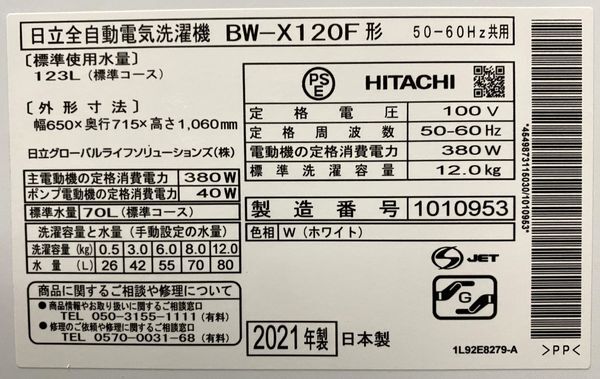 日立全自動電気洗濯機 BW-X120F 形 50-60Hz共用
〔標準使用水量〕
123L（標準コース）
〔外形寸法〕
幅650×奥行715×高さ1,060mm
日立グローバルライフソリューションズ（株）
主電動機の定格消費電力 380W
ポンプ電動機の定格消費電力 40W
標準水量 70L（標準コース）
洗濯容量と水量（手動設定の水量）
洗濯容量(kg) 0.5 3.0 6.0 8.0 12.0
水量(L) 26 42 55 70 80
商品に関するご相談や修理について
●商品情報やお取り扱いに関するご相談窓口
TEL 050-3155-1111（有料）
●修理のご依頼や修理のご相談窓口
TEL 0570-0031-68（有料）
PSE HITACHI
定格電圧 100V
定格周波数 50-60Hz
電動機の定格消費電力 380W
標準洗濯容量 12.0kg
製造番号 1010953
色相 W（ホワイト）
S JET
G
2021年製 日本製
1L92E8279-A
>PP<
*4549873115030/1010953*